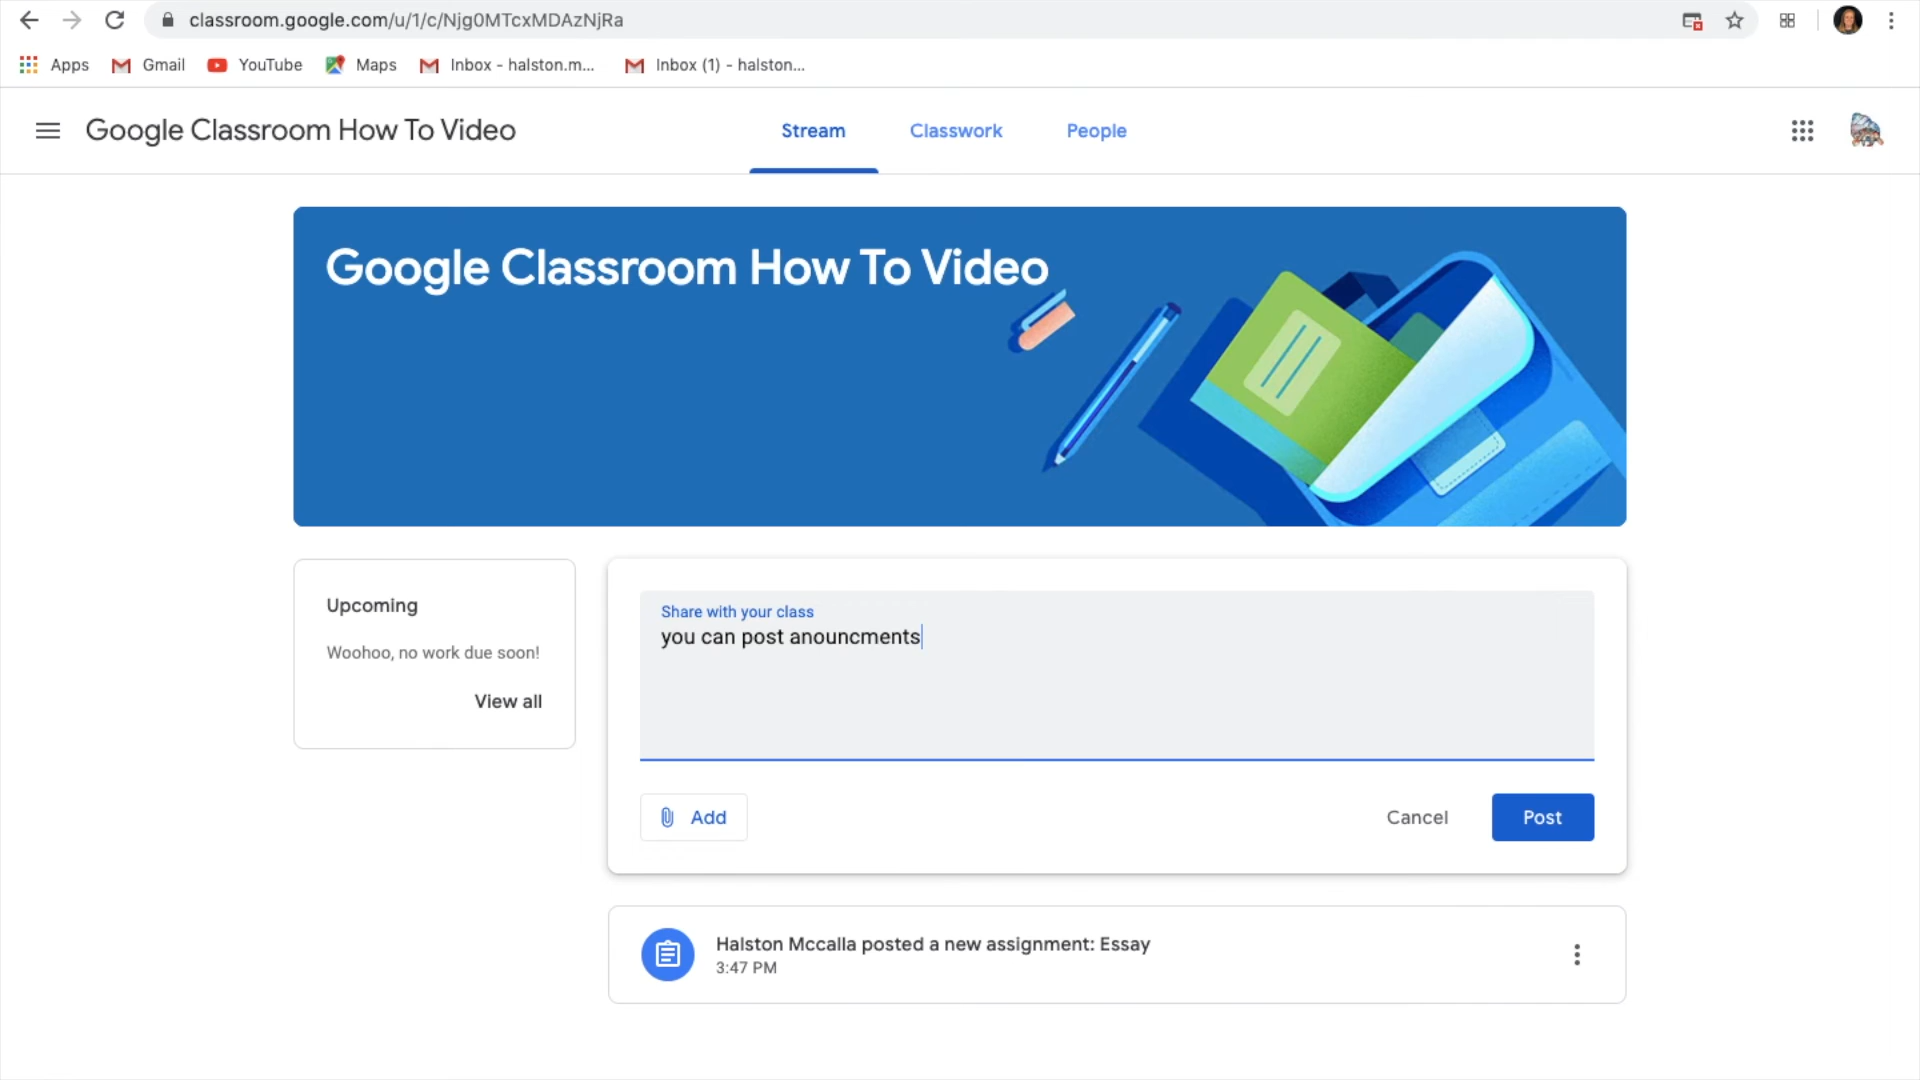 classroom.google.com/u/1/c/Njg0MTcxMDAzNjRa
Apps Gmail YouTube Maps Inbox - halston.m... Inbox (1) - halston...
Google Classroom How To Video Stream Classwork People
Google Classroom How To Video
Upcoming
Woohoo, no work due soon!
View all
Share with your class
you can post anouncments
Add Cancel Post
Halston Mccalla posted a new assignment: Essay
3:47 PM